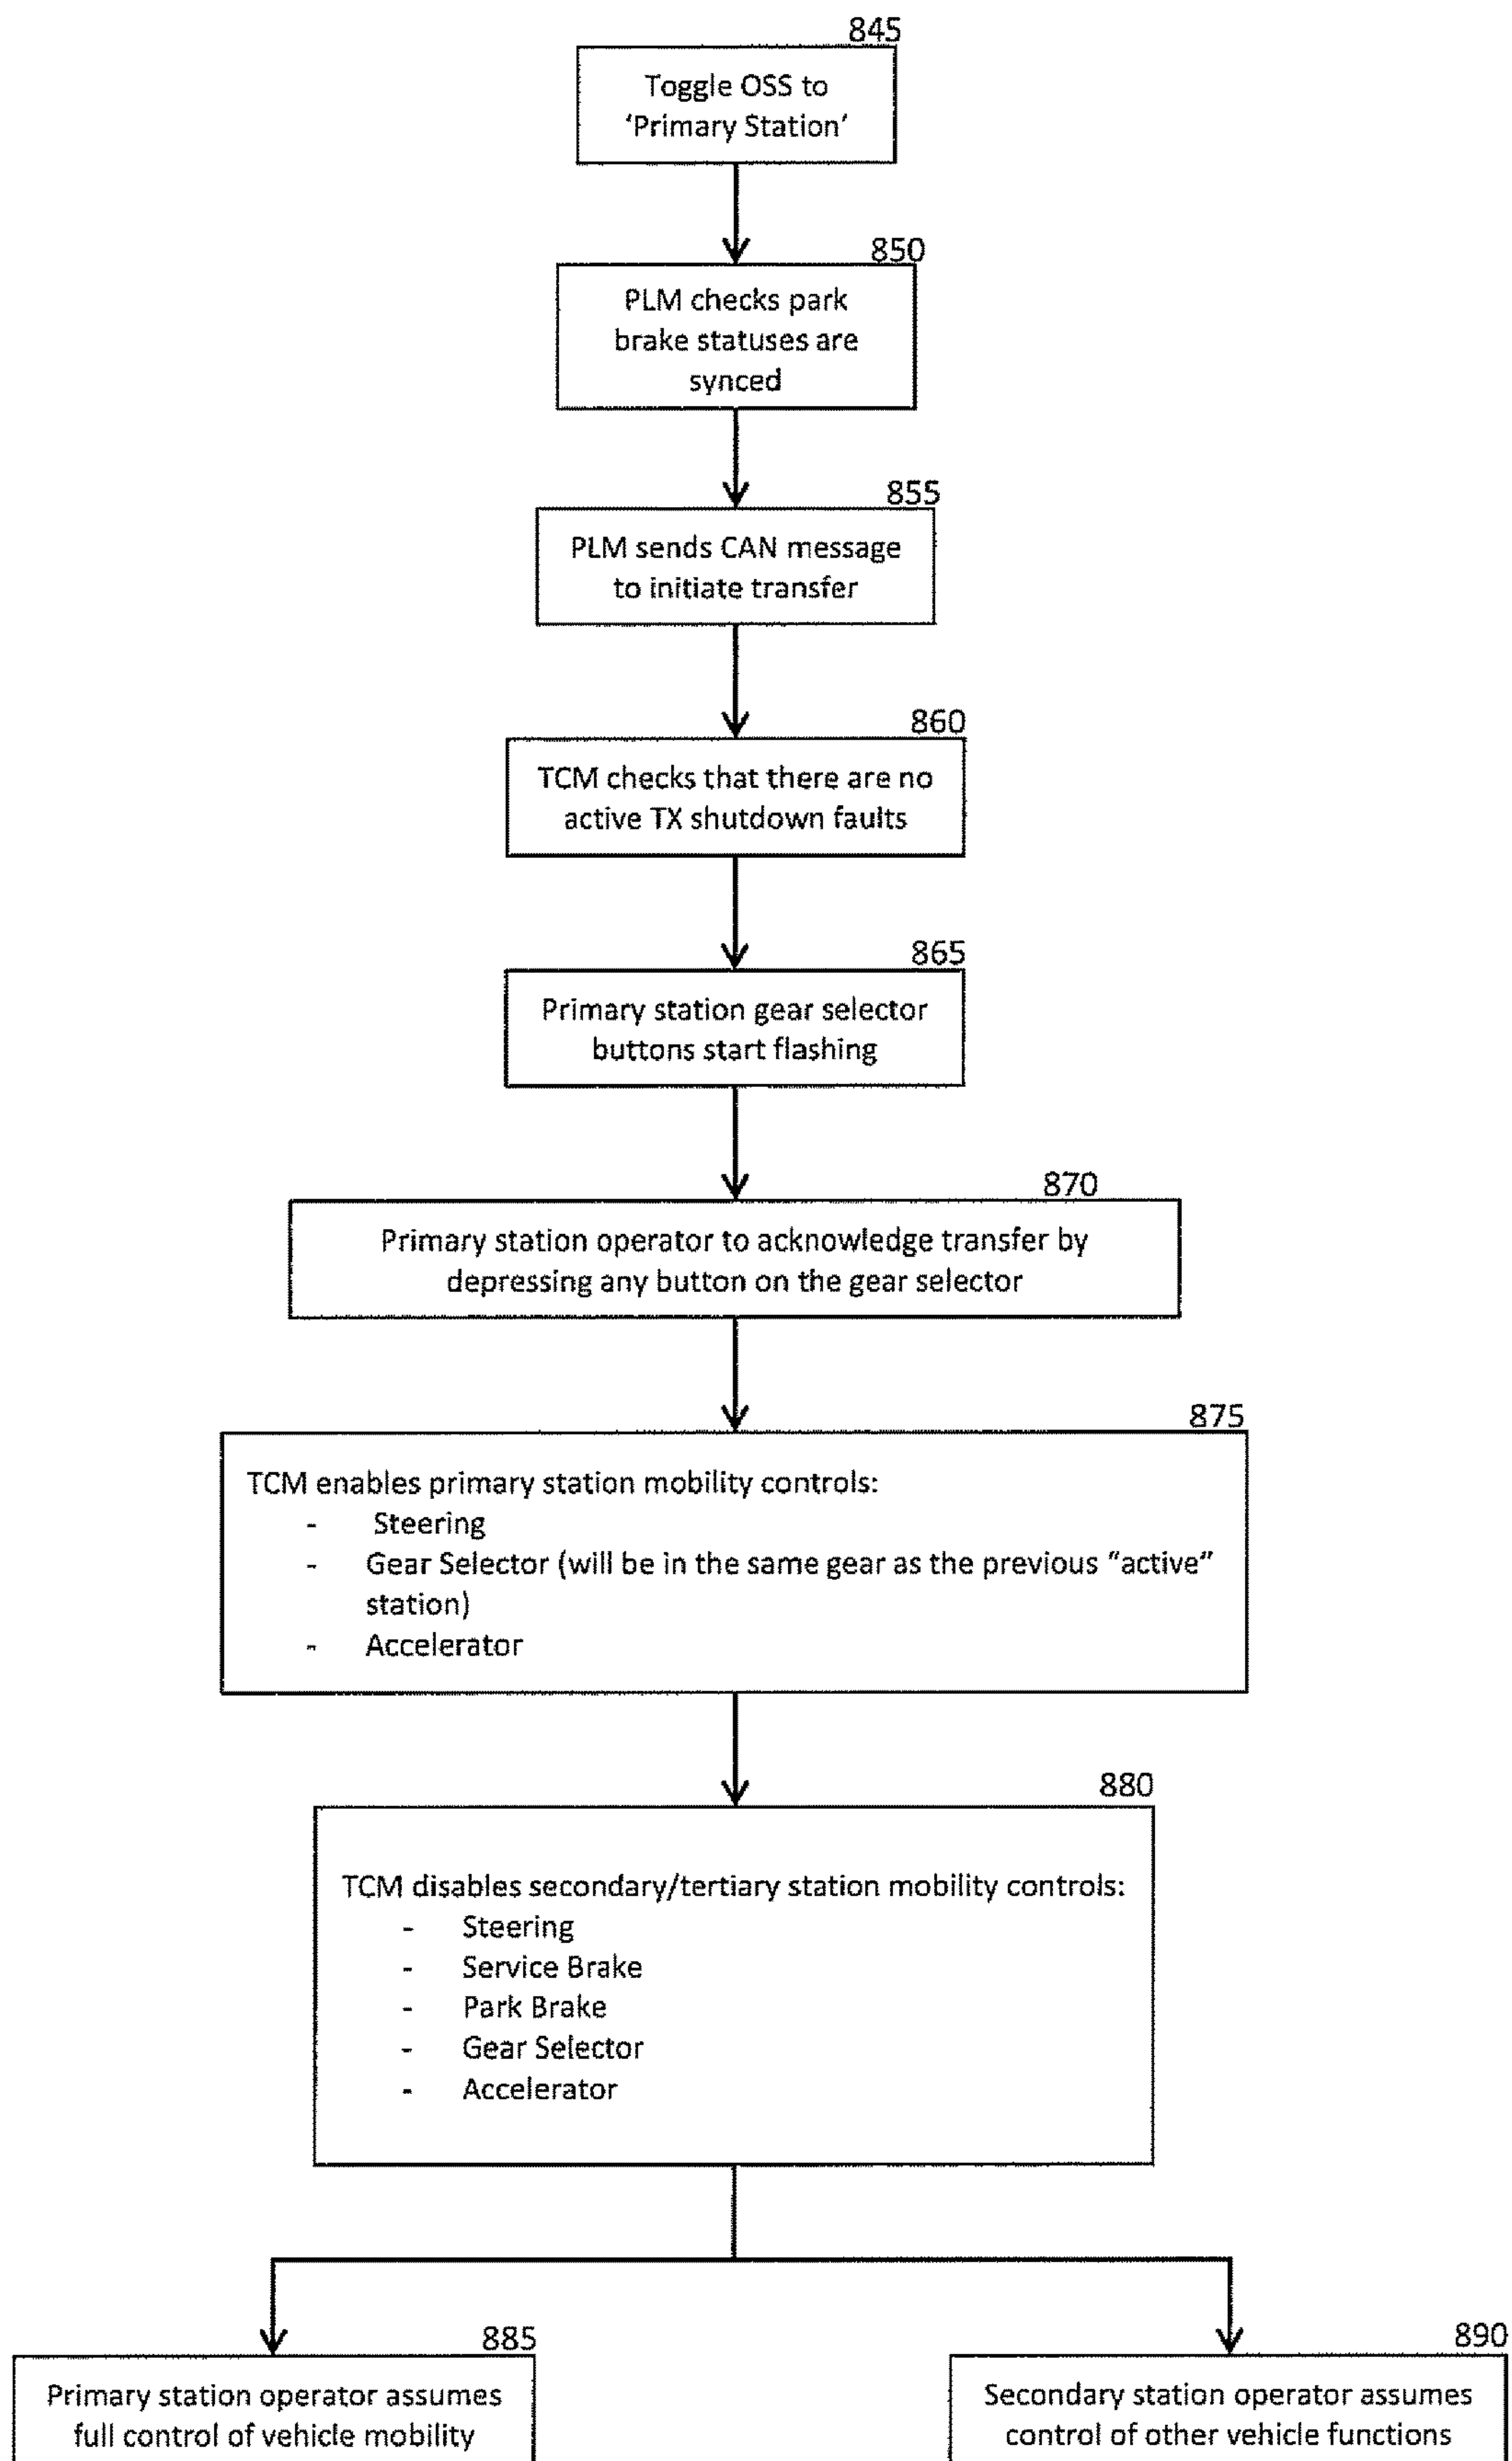 845
Toggle OSS to
'Primary Station'
850
PLM checks park
brake statuses are
synced
855
PLM sends CAN message
to initiate transfer
860
TCM checks that there are no
active TX shutdown faults
865
Primary station gear selector
buttons start flashing
870
Primary station operator to acknowledge transfer by
depressing any button on the gear selector
875
TCM enables primary station mobility controls:
- Steering
- Gear Selector (will be in the same gear as the previous "active"
station)
- Accelerator
880
TCM disables secondary/tertiary station mobility controls:
- Steering
- Service Brake
- Park Brake
- Gear Selector
- Accelerator
885
Primary station operator assumes
full control of vehicle mobility
890
Secondary station operator assumes
control of other vehicle functions